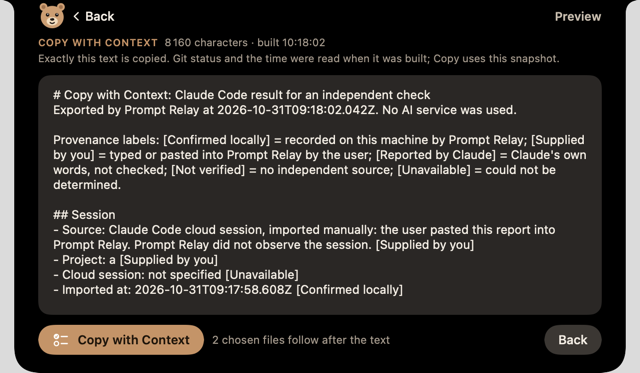 Back
Preview
COPY WITH CONTEXT 8 160 characters · built 10:18:02
Exactly this text is copied. Git status and the time were read when it was built; Copy uses this snapshot.
# Copy with Context: Claude Code result for an independent check
Exported by Prompt Relay at 2026-10-31T09:18:02.042Z. No AI service was used.
Provenance labels: [Confirmed locally] = recorded on this machine by Prompt Relay; [Supplied
by you] = typed or pasted into Prompt Relay by the user; [Reported by Claude] = Claude's own
words, not checked; [Not verified] = no independent source; [Unavailable] = could not be
determined.
## Session
- Source: Claude Code cloud session, imported manually: the user pasted this report into
Prompt Relay. Prompt Relay did not observe the session. [Supplied by you]
- Project: a [Supplied by you]
- Cloud session: not specified [Unavailable]
- Imported at: 2026-10-31T09:17:58.608Z [Confirmed locally]
Copy with Context
2 chosen files follow after the text
Back